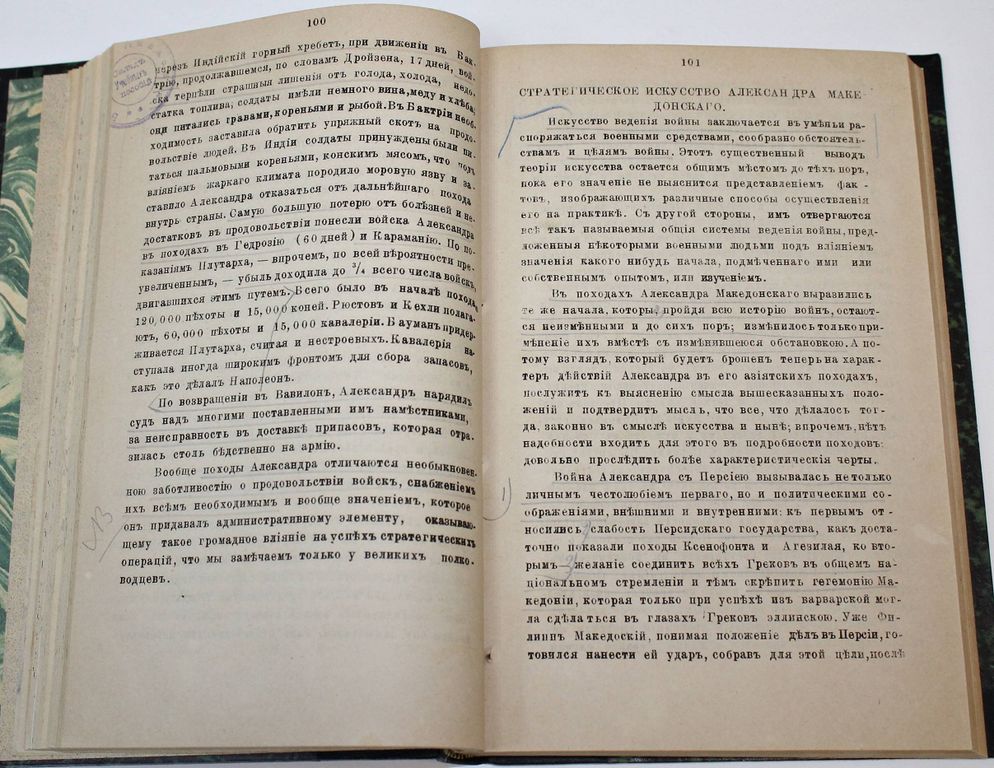 100
черезъ Индійскій горный хребетъ, при движеніи въ Бак-
трію, продолжавшемся, по словамъ Дройзена, 17 дней, вой-
ска терпѣли страшныя лишенія отъ голода, холода, недо-
статка топлива; солдаты имѣли немного вина, меду и хлѣба;
они питались травами, кореньями и рыбой. Въ Бактріи необ-
ходимость заставила обратить упряжный скотъ на продо-
вольствіе людей. Въ Индіи солдаты принуждены были пи-
таться пальмовыми кореньями, конскимъ мясомъ, что подъ
вліяніемъ жаркаго климата породило моровую язву и за-
ставило Александра отказаться отъ дальнѣйшаго похода
внутрь страны. Самую большую потерю отъ болѣзней и не-
достатковъ въ продовольствіи понесли войска Александра
въ походахъ въ Гедрозію (60 дней) и Караманію. По по-
казаніямъ Плутарха, — впрочемъ, по всей вѣроятности пре-
увеличеннымъ, — убыль доходила до ³/₄ всего числа войскъ,
двигавшихся этимъ путемъ. Всего было въ началѣ похода,
120,000 пѣхоты и 15,000 коней. Рюстовъ и Кехли полага-
ютъ, 60,000 пѣхоты и 15,000 кавалеріи. Бауманъ придер-
живается Плутарха, считая и нестроевыхъ. Кавалерія на-
ступала иногда широкимъ фронтомъ для сбора запасовъ,
какъ это дѣлалъ Наполеонъ.
По возвращеніи въ Вавилонъ, Александръ нарядилъ
судъ надъ многими поставленными имъ намѣстниками,
за неисправность въ доставкѣ припасовъ, которая отра-
зилась столь бѣдственно на армію.
Вообще походы Александра отличаются необыкновен-
ною заботливостію о продовольствіи войскъ, снабженіемъ
ихъ всѣмъ необходимымъ и вообще значеніемъ, которое
онъ придавалъ административному элементу, оказываю-
щему такое громадное вліяніе на успѣхъ стратегическихъ
операцій, что мы замѣчаемъ только у великихъ полко-
водцевъ.
101
СТРАТЕГИЧЕСКОЕ ИСКУССТВО АЛЕКСАНДРА МАКЕ-
ДОНСКАГО.
Искусство веденія войны заключается въ умѣньи ра-
споряжаться военными средствами, сообразно обстоятель-
ствамъ и цѣлямъ войны. Этотъ существенный выводъ
теоріи искусства остается общимъ мѣстомъ до тѣхъ поръ,
пока его значеніе не выяснится представленіемъ фак-
товъ, изображающихъ различные способы осуществленія
его на практикѣ. Съ другой стороны, имъ отвергаются
всѣ такъ называемыя общія системы веденія войны, пред-
ложенныя нѣкоторыми военными людьми подъ вліяніемъ
значенія какого нибудь начала, подмѣченнаго ими или
собственнымъ опытомъ, или изученіемъ.
Въ походахъ Александра Македонскаго выразились
те же начала, которы, пройдя всю исторію войнъ, остают-
ся неизмѣнными и до сихъ поръ; измѣнилось только при-
мѣненіе ихъ вмѣстѣ съ измѣнившеюся обстановкою. А по-
тому взглядъ, который будетъ брошенъ теперь на харак-
теръ дѣйствій Александра въ его азіятскихъ походахъ,
послужитъ къ выясненію смысла вышесказанныхъ поло-
женій и подтвердитъ мысль, что все, что дѣлалось тог-
да, законно въ смыслѣ искусства и нынѣ; впрочемъ, нѣтъ
надобности входить для этого въ подробности походовъ:
довольно прослѣдить болѣе характеристическія черты.
Война Александра съ Персіею вызывалась не только
личнымъ честолюбіемъ перваго, но и политическими со-
ображеніями, внѣшними и внутренними: къ первымъ от-
носились слабость Персидскаго государства, какъ доста-
точно показали походы Ксенофонта и Агезилая, ко вто-
рымъ—желаніе соединить всѣхъ Грековъ въ общемъ на-
ціональномъ стремленіи и тѣмъ скрѣпить гегемонію Ма-
кедоніи, которая только при успѣхѣ изъ варварской мог-
ла сдѣлаться въ глазахъ Грековъ эллинскою. Уже Фи-
липпъ Македоскій, понимая положеніе дѣлъ въ Персіи, го-
товился нанести ей ударъ, собравъ для этой цѣли, послѣ
1)